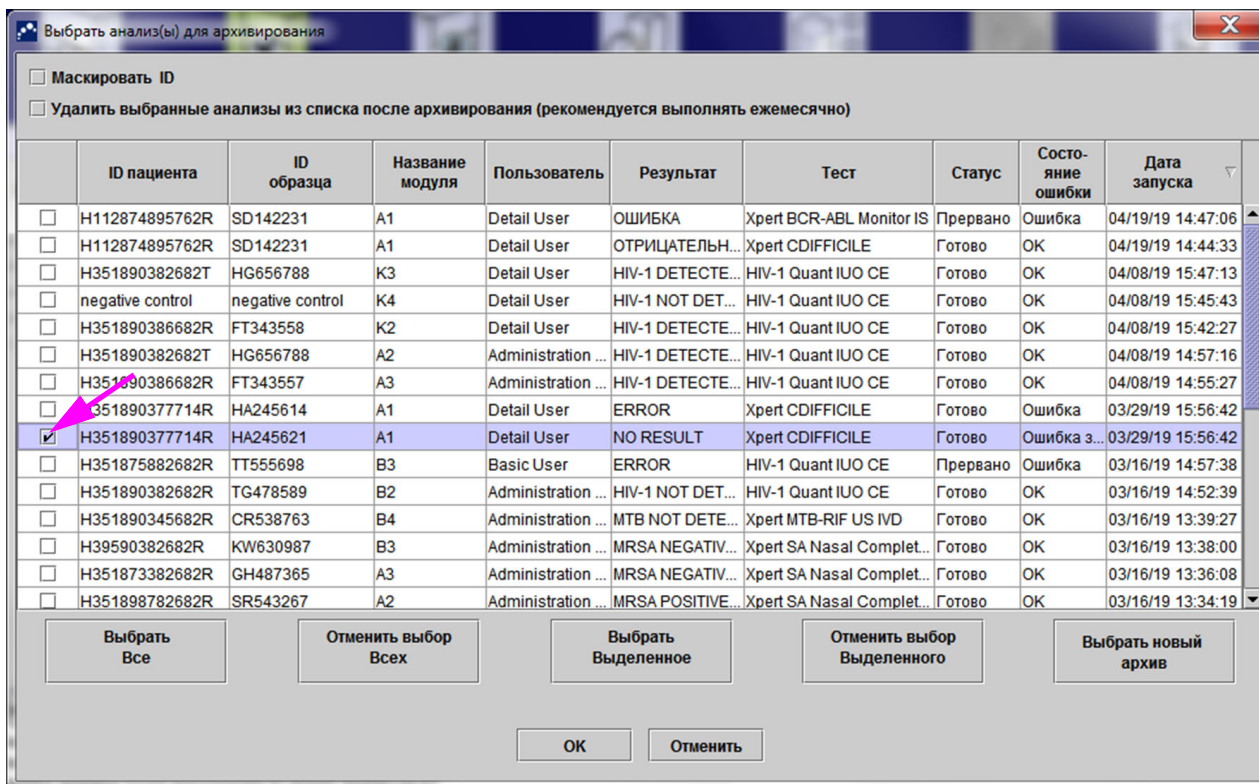 Выбрать анализ(ы) для архивирования
Маскировать ID
Удалить выбранные анализы из списка после архивирования (рекомендуется выполнять ежемесячно)
ID пациента ID образца Название модуля Пользователь Результат Тест Статус Состо-яние ошибки Дата запуска
H112874895762R SD142231 A1 Detail User ОШИБКА Xpert BCR-ABL Monitor IS Прервано Ошибка 04/19/19 14:47:06
H112874895762R SD142231 A1 Detail User ОТРИЦАТЕЛЬН... Xpert CDIFFICILE Готово OK 04/19/19 14:44:33
H351890382682T HG656788 K3 Detail User HIV-1 DETECTE... HIV-1 Quant IUO CE Готово OK 04/08/19 15:47:13
negative control negative control K4 Detail User HIV-1 NOT DET... HIV-1 Quant IUO CE Готово OK 04/08/19 15:45:43
H351890386682R FT343558 K2 Detail User HIV-1 DETECTE... HIV-1 Quant IUO CE Готово OK 04/08/19 15:42:27
H351890382682T HG656788 A2 Administration ... HIV-1 DETECTE... HIV-1 Quant IUO CE Готово OK 04/08/19 14:57:16
H351890386682R FT343557 A3 Administration ... HIV-1 DETECTE... HIV-1 Quant IUO CE Готово OK 04/08/19 14:55:27
H351890377714R HA245614 A1 Detail User ERROR Xpert CDIFFICILE Готово Ошибка 03/29/19 15:56:42
H351890377714R HA245621 A1 Detail User NO RESULT Xpert CDIFFICILE Готово Ошибка з... 03/29/19 15:56:42
H351875882682R TT555698 B3 Basic User ERROR HIV-1 Quant IUO CE Прервано Ошибка 03/16/19 14:57:38
H351890382682R TG478589 B2 Administration ... HIV-1 NOT DET... HIV-1 Quant IUO CE Готово OK 03/16/19 14:52:39
H351890345682R CR538763 B4 Administration ... MTB NOT DETE... Xpert MTB-RIF US IVD Готово OK 03/16/19 13:39:27
H39590382682R KW630987 B3 Administration ... MRSA NEGATIV... Xpert SA Nasal Complet... Готово OK 03/16/19 13:38:00
H351873382682R GH487365 A3 Administration ... MRSA NEGATIV... Xpert SA Nasal Complet... Готово OK 03/16/19 13:36:08
H351898782682R SR543267 A2 Administration ... MRSA POSITIVE... Xpert SA Nasal Complet... Готово OK 03/16/19 13:34:19
Выбрать Все
Отменить выбор Всех
Выбрать Выделенное
Отменить выбор Выделенного
Выбрать новый архив
OK
Отменить